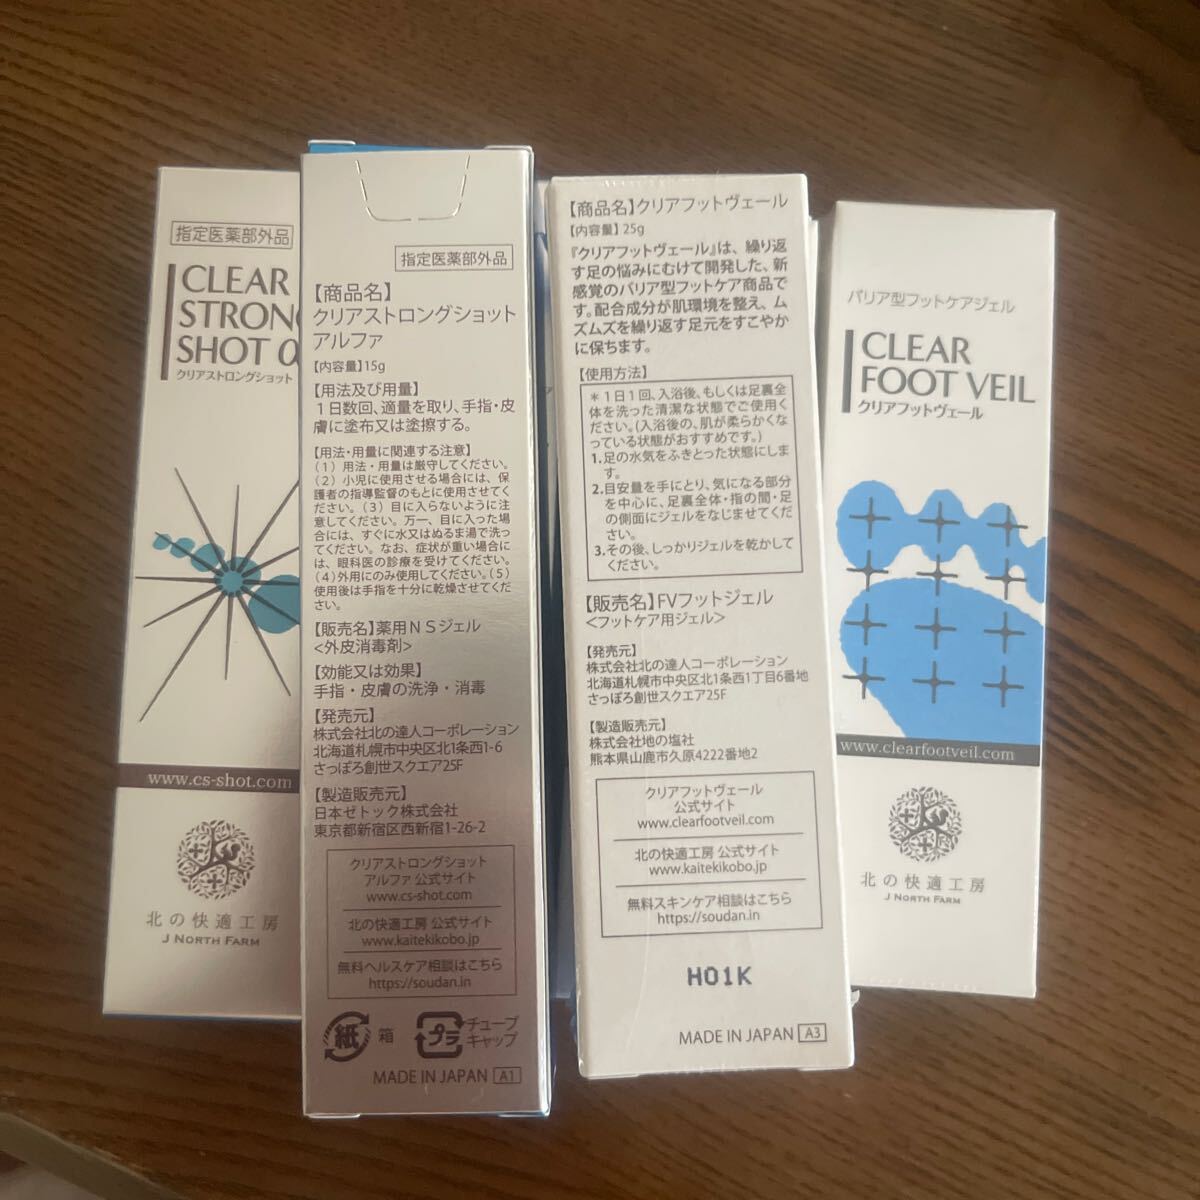 指定医薬部外品
CLEAR
STRONG
SHOT α
クリアストロングショット
www.cs-shot.com
北の快適工房
J NORTH FARM
指定医薬部外品
【商品名】
クリアストロングショット
アルファ
【内容量】15g
【用法及び用量】
1日数回、適量を取り、手指・皮
膚に塗布又は塗擦する。
【用法・用量に関連する注意】
（1）用法・用量は厳守してください。
（2）小児に使用させる場合には、保
護者の指導監督のもとに使用させてく
ださい。（3）目に入らないように注
意してください。万一、目に入った場
合には、すぐに水又はぬるま湯で洗っ
てください。なお、症状が重い場合に
は、眼科医の診療を受けてください。
（4）外用にのみ使用してください。（5）
使用後は手指を十分に乾燥させてくだ
さい。
【販売名】薬用NSジェル
＜外皮消毒剤＞
【効能又は効果】
手指・皮膚の洗浄・消毒
【発売元】
株式会社北の達人コーポレーション
北海道札幌市中央区北1条西1-6
さっぽろ創世スクエア25F
【製造販売元】
日本ゼトック株式会社
東京都新宿区西新宿1-26-2
クリアストロングショット
アルファ 公式サイト
www.cs-shot.com
北の快適工房 公式サイト
www.kaitekikobo.jp
無料ヘルスケア相談はこちら
https://soudan.in
紙 箱
プラ チューブ
キャップ
MADE IN JAPAN A1
【商品名】クリアフットヴェール
【内容量】25g
『クリアフットヴェール』は、繰り返
す足の悩みにむけて開発した、新
感覚のバリア型フットケア商品で
す。配合成分が肌環境を整え、ム
ズムズを繰り返す足元をすこやか
に保ちます。
【使用方法】
＊1日1回、入浴後、もしくは足裏全
体を洗った清潔な状態でご使用く
ださい。（入浴後の、肌が柔らかくな
っている状態がおすすめです。）
1.足の水気をふきとった状態にしま
す。
2.目安量を手にとり、気になる部分
を中心に、足裏全体・指の間・足
の側面にジェルをなじませてくだ
さい。
3.その後、しっかりジェルを乾かして
ください。
【販売名】FVフットジェル
＜フットケア用ジェル＞
【発売元】
株式会社北の達人コーポレーション
北海道札幌市中央区北1条西1丁目6番地
さっぽろ創世スクエア25F
【製造販売元】
株式会社地の塩社
熊本県山鹿市久原4222番地2
クリアフットヴェール
公式サイト
www.clearfootveil.com
北の快適工房 公式サイト
www.kaitekikobo.jp
無料スキンケア相談はこちら
https://soudan.in
H01K
MADE IN JAPAN A3
バリア型フットケアジェル
CLEAR
FOOT VEIL
クリアフットヴェール
www.clearfootveil.com
北の快適工房
J NORTH FARM